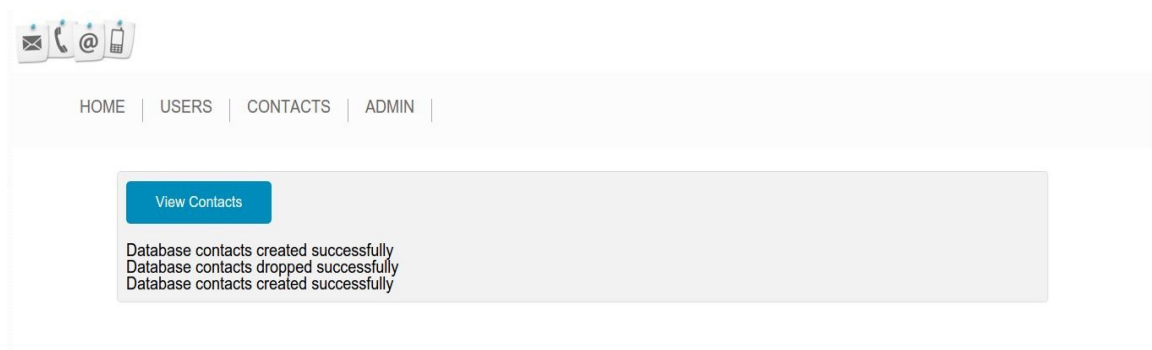 @
HOME | USERS | CONTACTS | ADMIN |
View Contacts
Database contacts created successfully
Database contacts dropped successfully
Database contacts created successfully